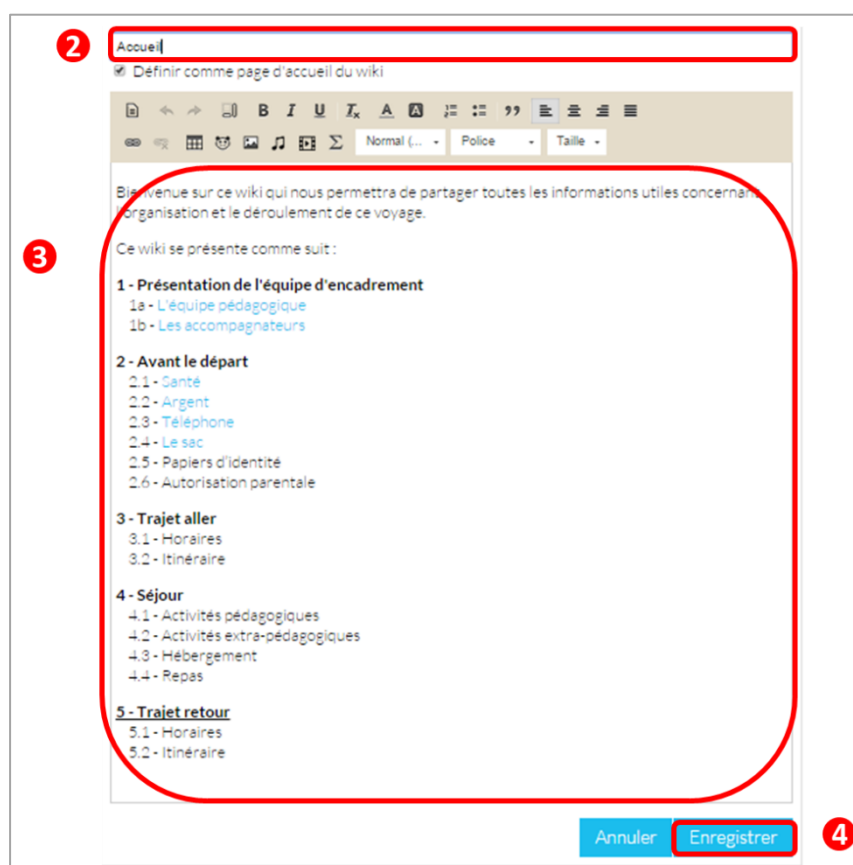 2
Accueil
Définir comme page d'accueil du wiki
Normal (... Police Taille
Bienvenue sur ce wiki qui nous permettra de partager toutes les informations utiles concernant
l'organisation et le déroulement de ce voyage.
3
Ce wiki se présente comme suit :
1 - Présentation de l'équipe d'encadrement
1a - L'équipe pédagogique
1b - Les accompagnateurs
2 - Avant le départ
2.1 - Santé
2.2 - Argent
2.3 - Téléphone
2.4 - Le sac
2.5 - Papiers d'identité
2.6 - Autorisation parentale
3 - Trajet aller
3.1 - Horaires
3.2 - Itinéraire
4 - Séjour
4.1 - Activités pédagogiques
4.2 - Activités extra-pédagogiques
4.3 - Hébergement
4.4 - Repas
5 - Trajet retour
5.1 - Horaires
5.2 - Itinéraire
Annuler Enregistrer 4